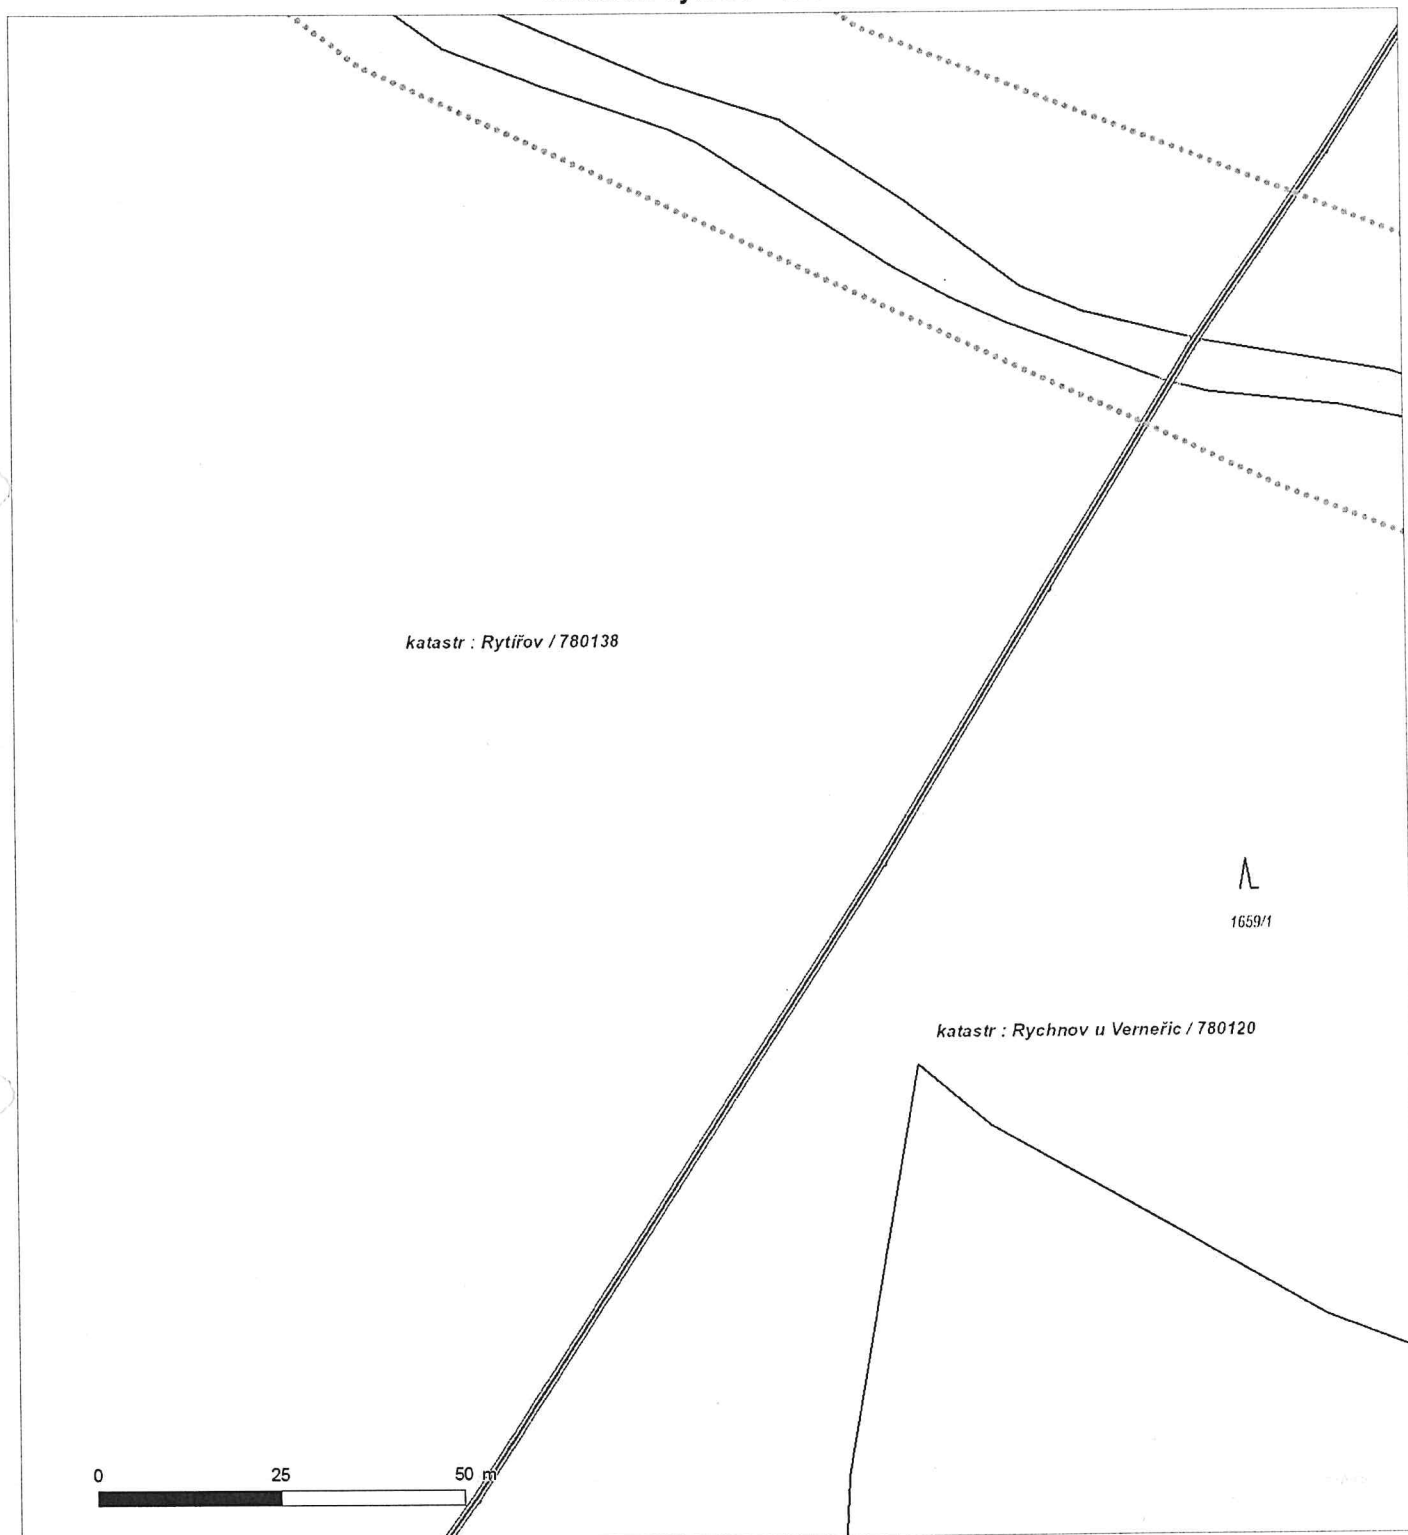 katastr : Rytířov / 780138
1659/1
katastr : Rychnov u Verneřic / 780120
0 25 50 m